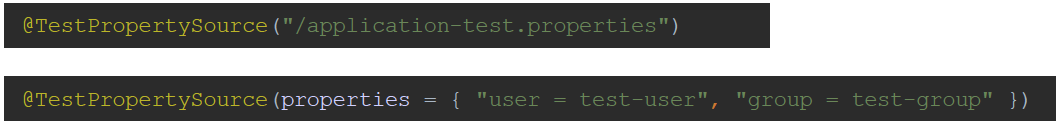 @TestPropertySource("/application-test.properties")
@TestPropertySource(properties = { "user = test-user", "group = test-group" })